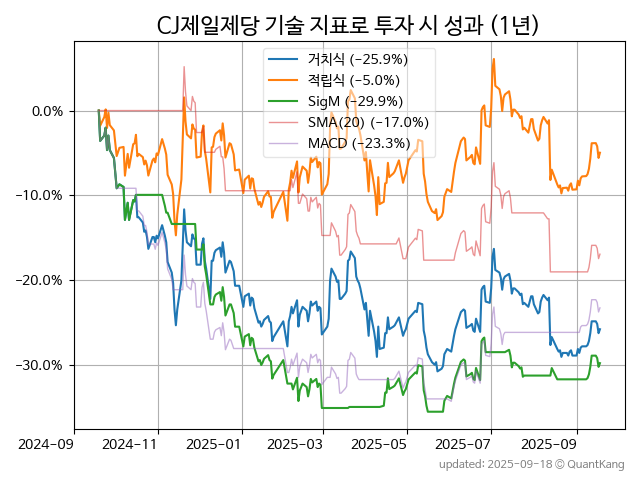 CJ제일제당 기술 지표로 투자 시 성과 (1년)
거치식 (−25.9%)
적립식 (−5.0%)
SigM (−29.9%)
SMA(20) (−17.0%)
MACD (−23.3%)
0.0%
−10.0%
−20.0%
−30.0%
2024-09 2024-11 2025-01 2025-03 2025-05 2025-07 2025-09
updated: 2025-09-18 © QuantKang